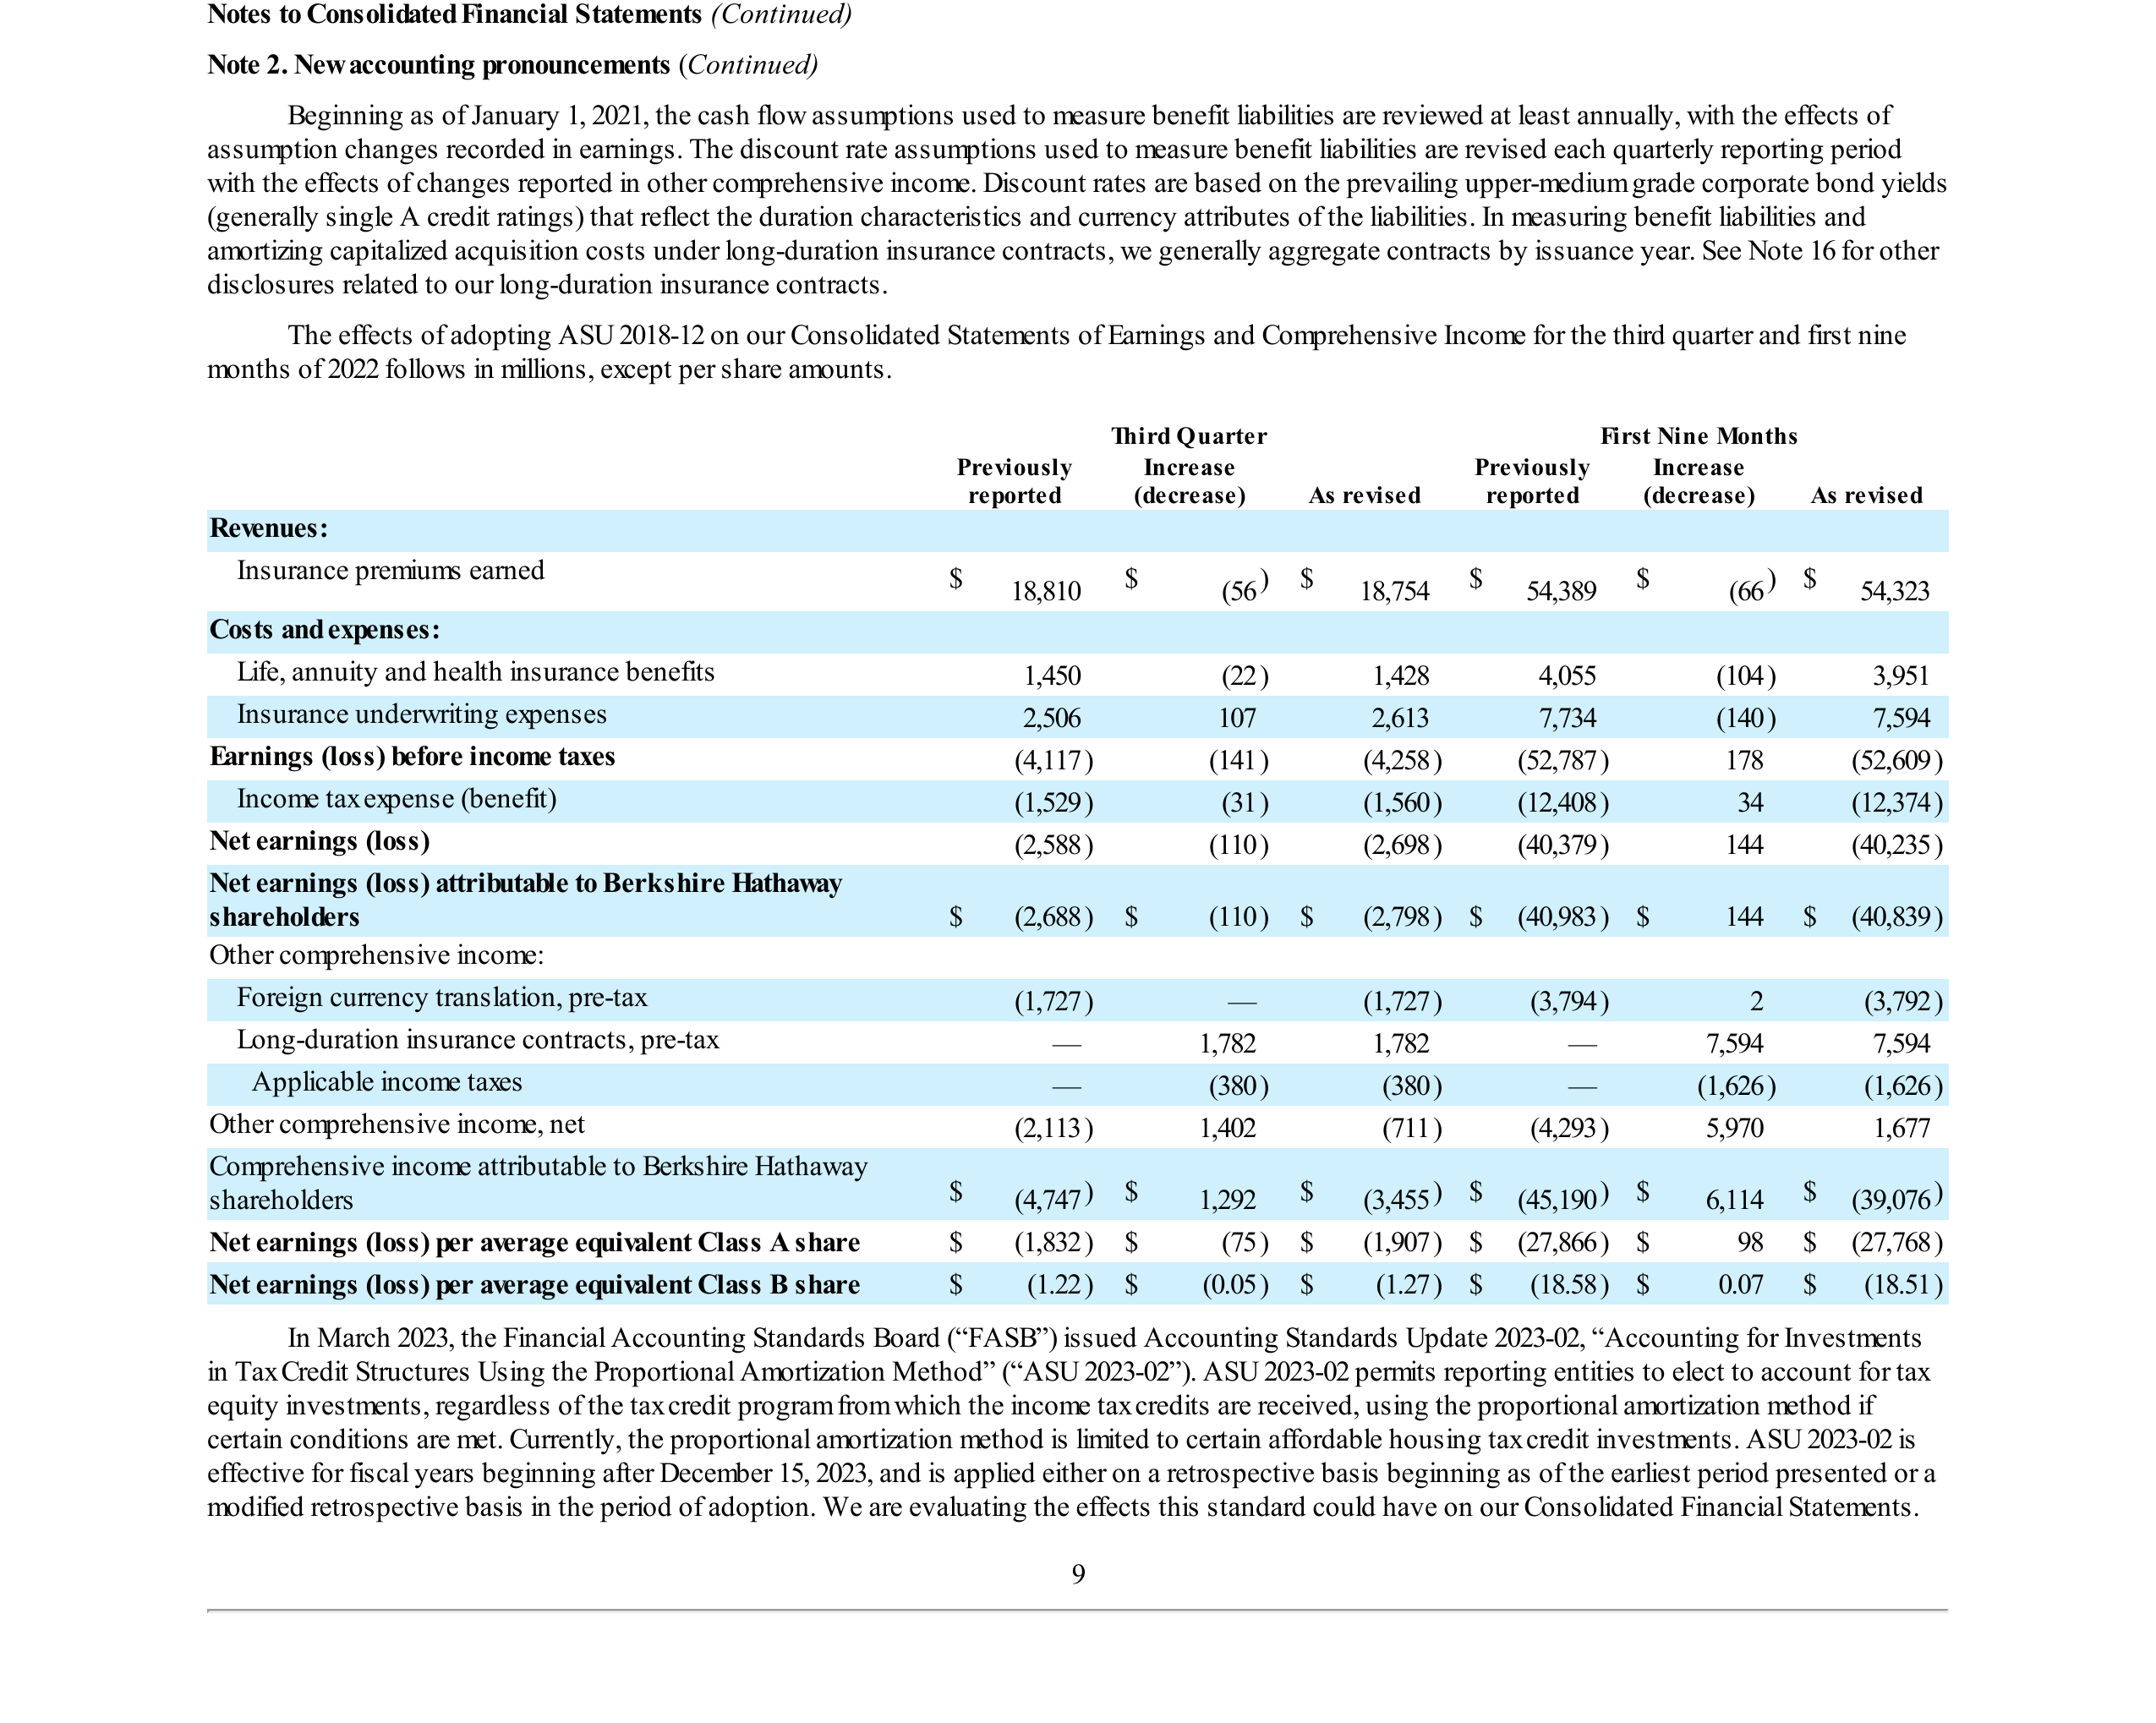 Notes to Consolidated Financial Statements (Continued)
Note 2. New accounting pronouncements (Continued)
Beginning as of January 1, 2021, the cash flow assumptions used to measure benefit liabilities are reviewed at least annually, with the effects of
assumption changes recorded in earnings. The discount rate assumptions used to measure benefit liabilities are revised each quarterly reporting period
with the effects of changes reported in other comprehensive income. Discount rates are based on the prevailing upper-medium grade corporate bond yields
(generally single A credit ratings) that reflect the duration characteristics and currency attributes of the liabilities. In measuring benefit liabilities and
amortizing capitalized acquisition costs under long-duration insurance contracts, we generally aggregate contracts by issuance year. See Note 16 for other
disclosures related to our long-duration insurance contracts.
The effects of adopting ASU 2018-12 on our Consolidated Statements of Earnings and Comprehensive Income for the third quarter and first nine
months of 2022 follows in millions, except per share amounts.
Third Quarter First Nine Months
Previously Increase Previously Increase
reported (decrease) As revised reported (decrease) As revised
Revenues:
Insurance premiums earned $ 18,810 $ (56) $ 18,754 $ 54,389 $ (66) $ 54,323
Costs and expenses:
Life, annuity and health insurance benefits 1,450 (22) 1,428 4,055 (104) 3,951
Insurance underwriting expenses 2,506 107 2,613 7,734 (140) 7,594
Earnings (loss) before income taxes (4,117) (141) (4,258) (52,787) 178 (52,609)
Income tax expense (benefit) (1,529) (31) (1,560) (12,408) 34 (12,374)
Net earnings (loss) (2,588) (110) (2,698) (40,379) 144 (40,235)
Net earnings (loss) attributable to Berkshire Hathaway
shareholders $ (2,688) $ (110) $ (2,798) $ (40,983) $ 144 $ (40,839)
Other comprehensive income:
Foreign currency translation, pre-tax (1,727) — (1,727) (3,794) 2 (3,792)
Long-duration insurance contracts, pre-tax — 1,782 1,782 — 7,594 7,594
Applicable income taxes — (380) (380) — (1,626) (1,626)
Other comprehensive income, net (2,113) 1,402 (711) (4,293) 5,970 1,677
Comprehensive income attributable to Berkshire Hathaway
shareholders $ (4,747) $ 1,292 $ (3,455) $ (45,190) $ 6,114 $ (39,076)
Net earnings (loss) per average equivalent Class A share $ (1,832) $ (75) $ (1,907) $ (27,866) $ 98 $ (27,768)
Net earnings (loss) per average equivalent Class B share $ (1.22) $ (0.05) $ (1.27) $ (18.58) $ 0.07 $ (18.51)
In March 2023, the Financial Accounting Standards Board (“FASB”) issued Accounting Standards Update 2023-02, “Accounting for Investments
in Tax Credit Structures Using the Proportional Amortization Method” (“ASU 2023-02”). ASU 2023-02 permits reporting entities to elect to account for tax
equity investments, regardless of the tax credit program from which the income tax credits are received, using the proportional amortization method if
certain conditions are met. Currently, the proportional amortization method is limited to certain affordable housing tax credit investments. ASU 2023-02 is
effective for fiscal years beginning after December 15, 2023, and is applied either on a retrospective basis beginning as of the earliest period presented or a
modified retrospective basis in the period of adoption. We are evaluating the effects this standard could have on our Consolidated Financial Statements.
9